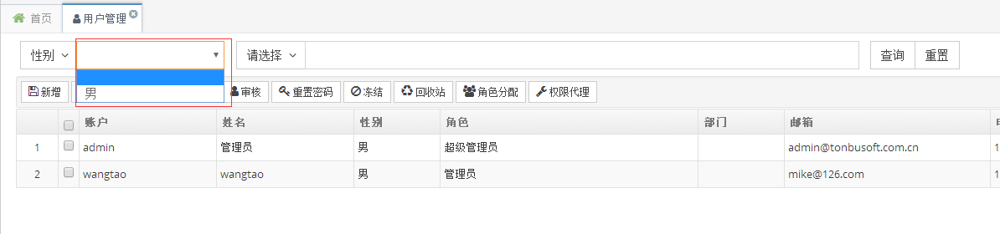 首页 用户管理
性别 请选择 查询 重置
男
新增 审核 重置密码 冻结 回收站 角色分配 权限代理
账户 姓名 性别 角色 部门 邮箱
1 admin 管理员 男 超级管理员 admin@tonbusoft.com.cn 1
2 wangtao wangtao 男 管理员 mike@126.com 1